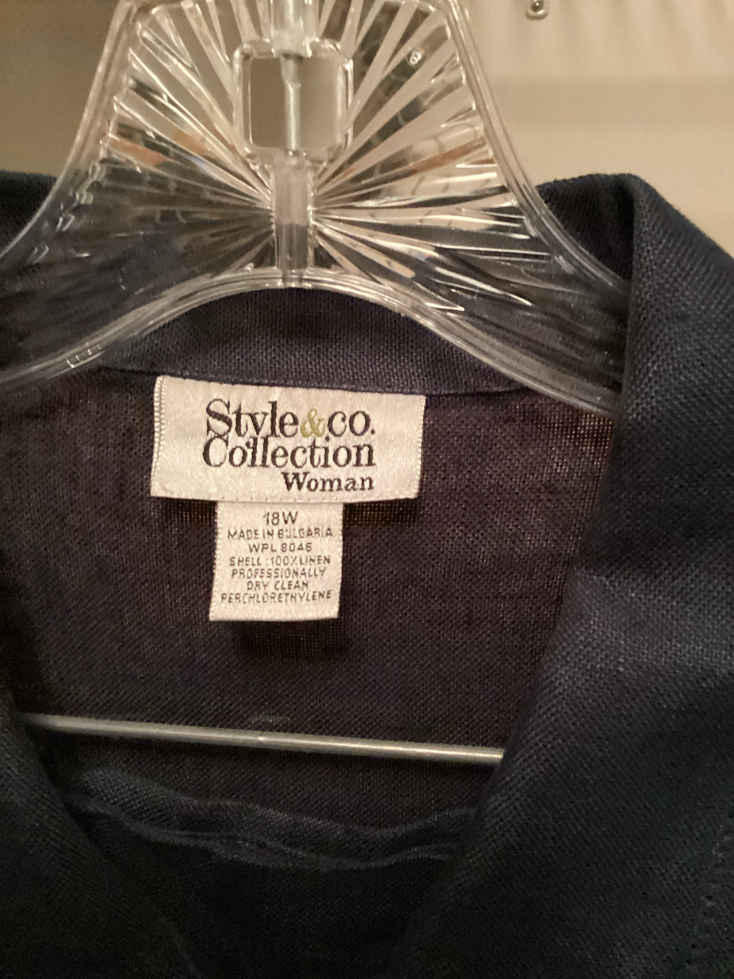 Style&co.
Collection
Woman
18W
MADE IN BULGARIA
WPL 8046
SHELL:100%LINEN
PROFESSIONALLY
DRY CLEAN
PERCHLORETHYLENE